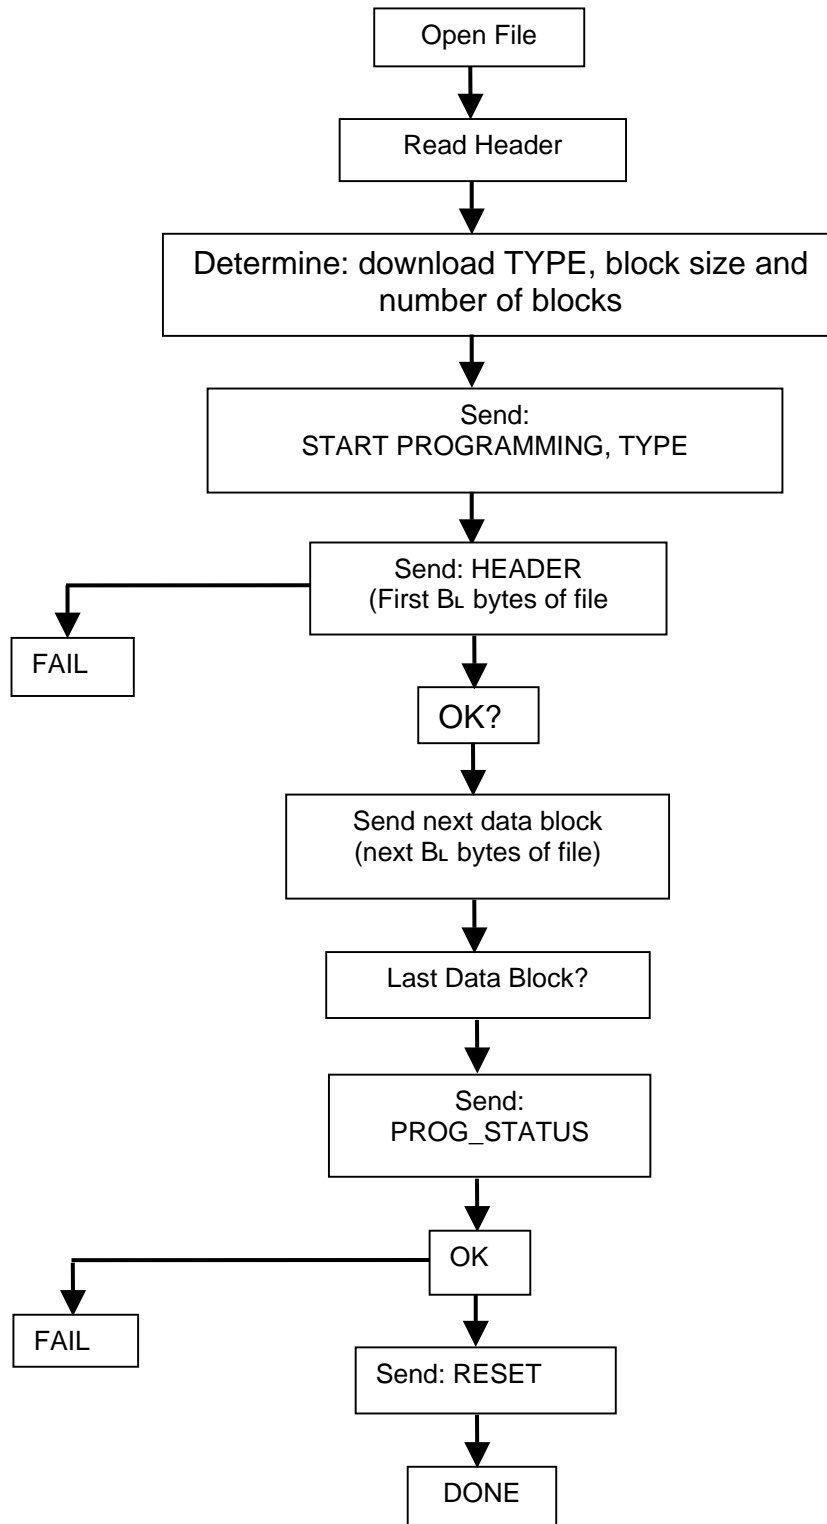 Open File
Read Header
Determine: download TYPE, block size and
number of blocks
Send:
START PROGRAMMING, TYPE
Send: HEADER
(First BL bytes of file
FAIL
OK?
Send next data block
(next BL bytes of file)
Last Data Block?
Send:
PROG_STATUS
OK
FAIL
Send: RESET
DONE